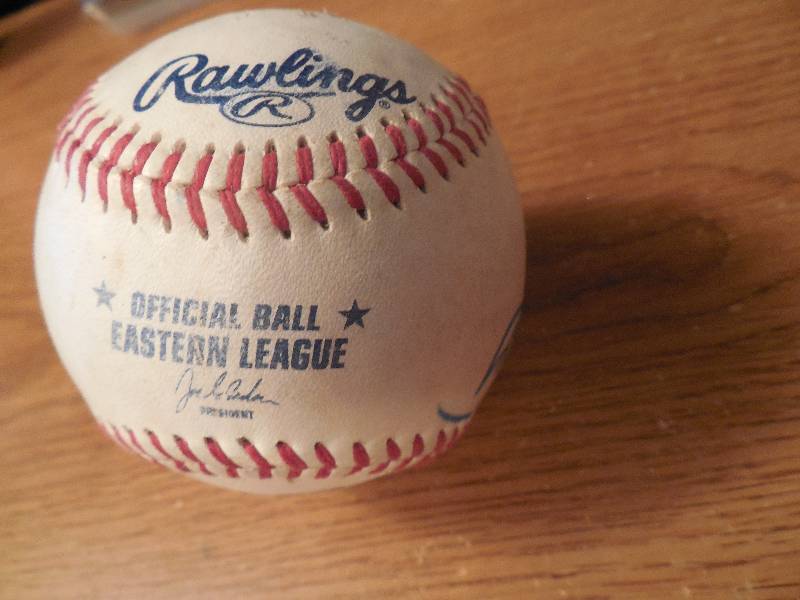 Rawlings
R
OFFICIAL BALL
EASTERN LEAGUE
PRESIDENT